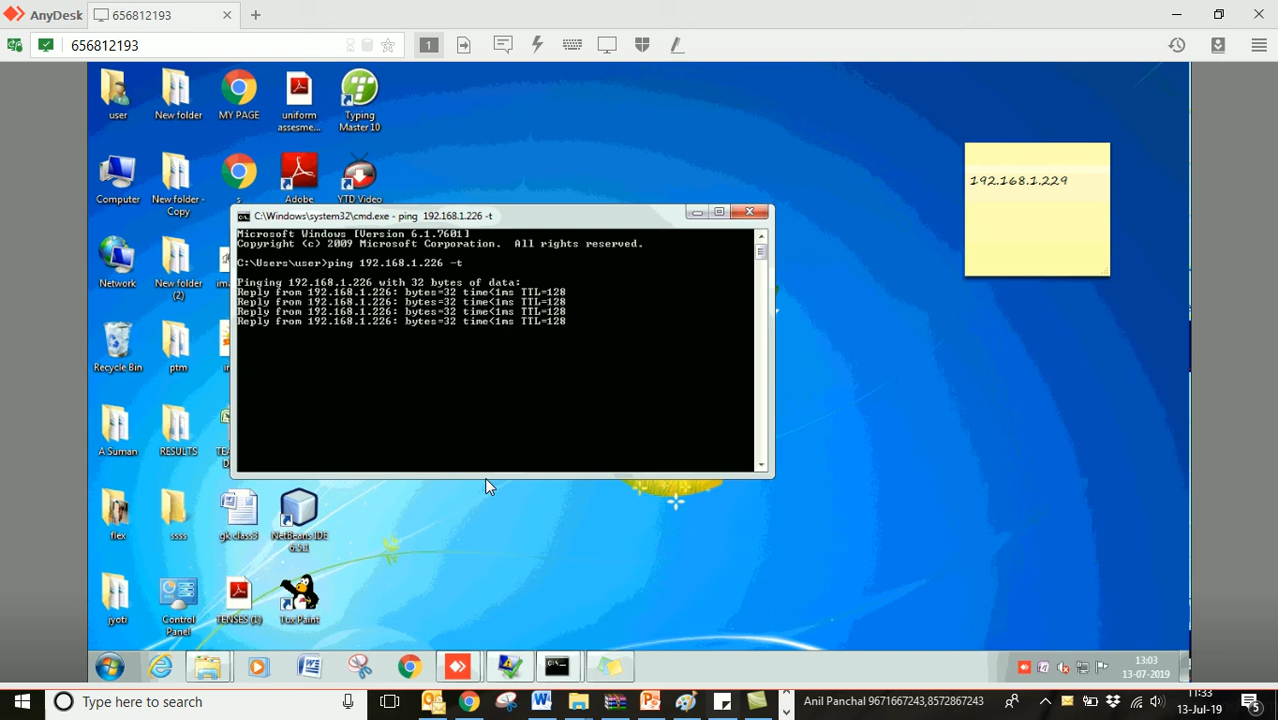 AnyDesk
656812193
656812193
1
user
New folder
MY PAGE
uniform
assesme...
Typing
Master 10
192.168.1.229
Computer
New folder -
Copy
s
Adobe
YTD Video
C:\Windows\system32\cmd.exe - ping 192.168.1.226 -t
Microsoft Windows [Version 6.1.7601]
Copyright (c) 2009 Microsoft Corporation. All rights reserved.
C:\Users\user>ping 192.168.1.226 -t
Pinging 192.168.1.226 with 32 bytes of data:
Reply from 192.168.1.226: bytes=32 time<1ms TTL=128
Reply from 192.168.1.226: bytes=32 time<1ms TTL=128
Reply from 192.168.1.226: bytes=32 time<1ms TTL=128
Reply from 192.168.1.226: bytes=32 time<1ms TTL=128
Network
New folder
(2)
Recycle Bin
ptm
A Suman
RESULTS
flex
ssss
gk class3
NetBeans IDE
6.5.1
jyoti
Control
Panel
TENSES (1)
Tux Paint
13:03
13-07-2019
Type here to search
Anil Panchal 9671667243,8572867243
11:33
13-Jul-19
5